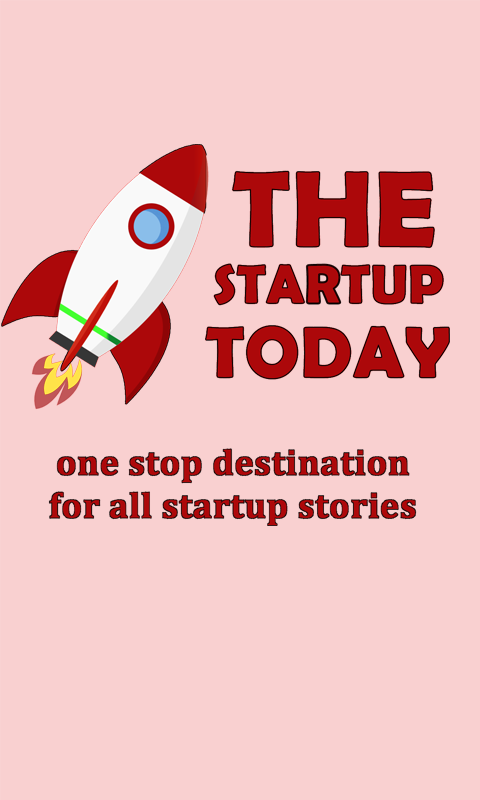 THE
STARTUP
TODAY
one stop destination
for all startup stories